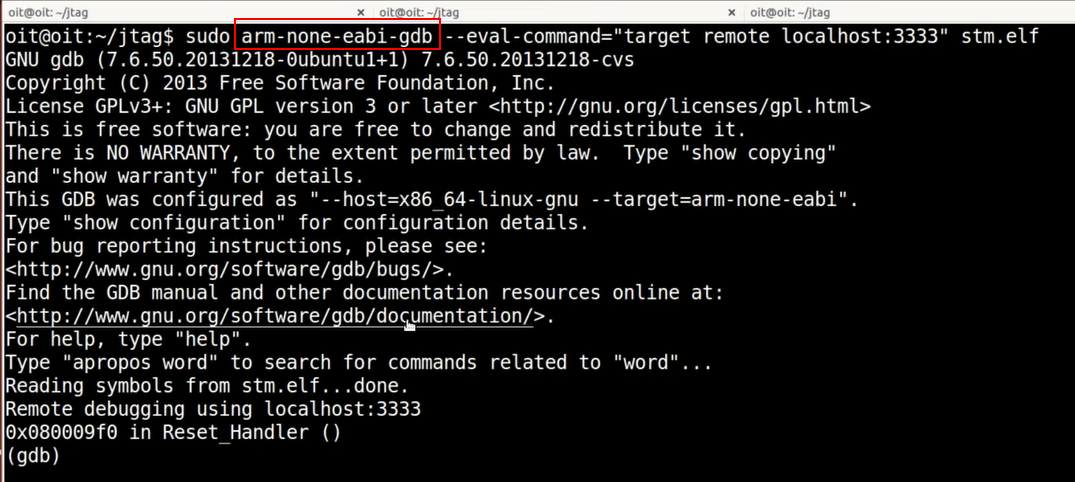 oit@oit: ~/jtag × oit@oit: ~/jtag × oit@oit: ~/jtag
oit@oit:~/jtag$ sudo arm-none-eabi-gdb --eval-command="target remote localhost:3333" stm.elf
GNU gdb (7.6.50.20131218-0ubuntu1+1) 7.6.50.20131218-cvs
Copyright (C) 2013 Free Software Foundation, Inc.
License GPLv3+: GNU GPL version 3 or later <http://gnu.org/licenses/gpl.html>
This is free software: you are free to change and redistribute it.
There is NO WARRANTY, to the extent permitted by law.  Type "show copying"
and "show warranty" for details.
This GDB was configured as "--host=x86_64-linux-gnu --target=arm-none-eabi".
Type "show configuration" for configuration details.
For bug reporting instructions, please see:
<http://www.gnu.org/software/gdb/bugs/>.
Find the GDB manual and other documentation resources online at:
<http://www.gnu.org/software/gdb/documentation/>.
For help, type "help".
Type "apropos word" to search for commands related to "word"...
Reading symbols from stm.elf...done.
Remote debugging using localhost:3333
0x080009f0 in Reset_Handler ()
(gdb)